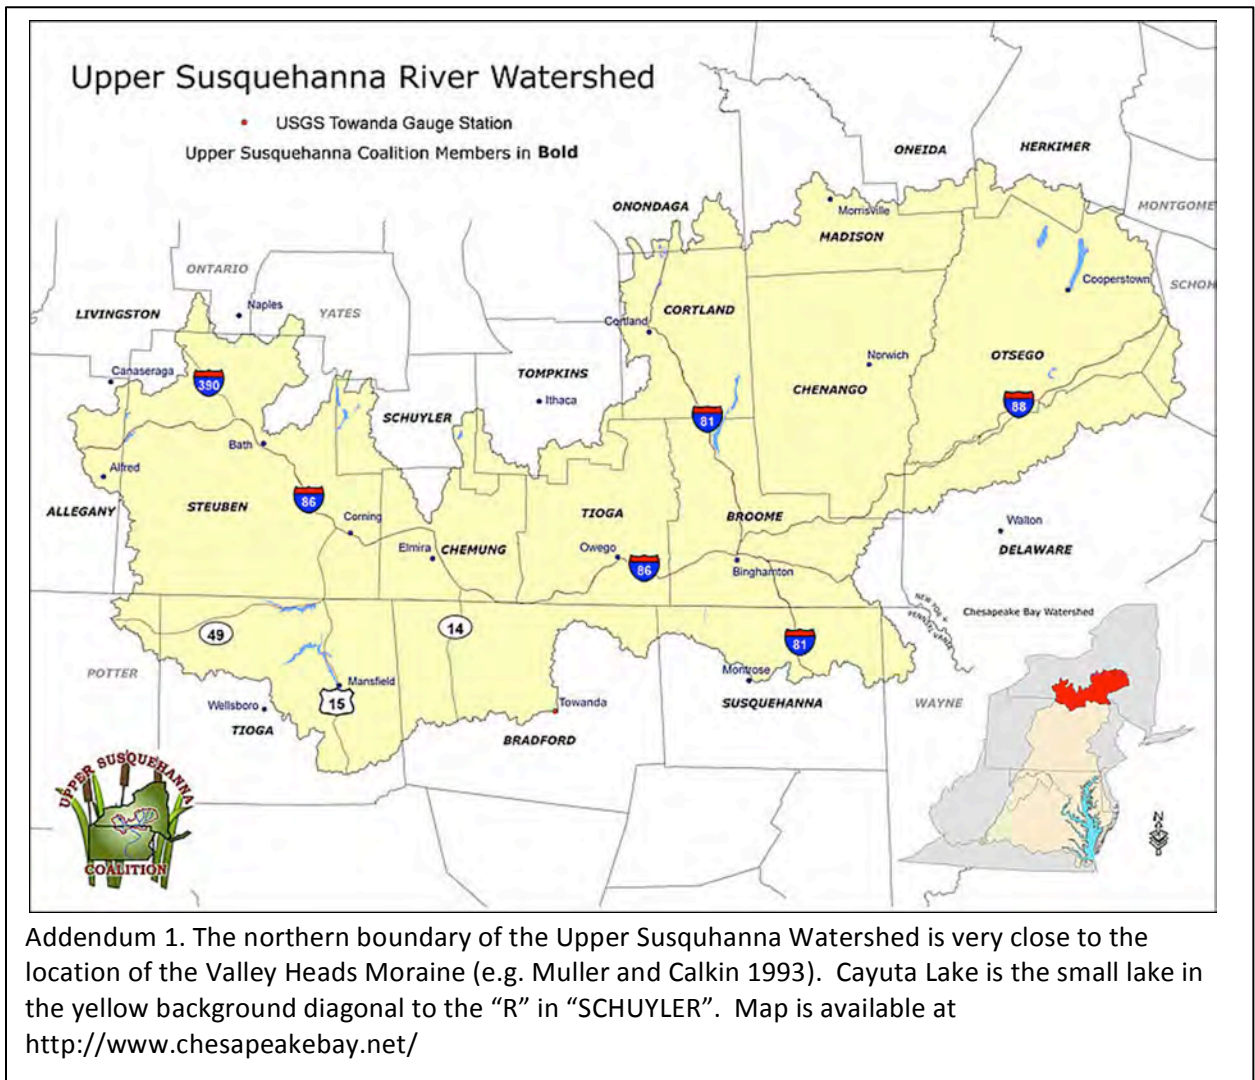 Upper Susquehanna River Watershed
USGS Towanda Gauge Station
Upper Susquehanna Coalition Members in Bold
ONEIDA
HERKIMER
ONONDAGA
MONTGOME
Morrisville
MADISON
ONTARIO
Cooperstown
SCHOH
LIVINGSTON
Naples
YATES
CORTLAND
Cortland
Norwich
OTSEGO
Canaseraga
TOMPKINS
390
CHENANGO
Ithaca
SCHUYLER
81
88
Bath
Alfred
ALLEGANY
STEUBEN
86
Corning
TIOGA
BROOME
Walton
Elmira
CHEMUNG
Owego
86
Binghamton
DELAWARE
NEW YORK
PENNSYLVANIA
Chesapeake Bay Watershed
49
14
81
POTTER
Mansfield
Montrose
Wellsboro
15
Towanda
SUSQUEHANNA
WAYNE
TIOGA
BRADFORD
UPPER SUSQUEHANNA
COALITION
N
Addendum 1. The northern boundary of the Upper Susquhanna Watershed is very close to the
location of the Valley Heads Moraine (e.g. Muller and Calkin 1993). Cayuta Lake is the small lake in
the yellow background diagonal to the “R” in “SCHUYLER”. Map is available at
http://www.chesapeakebay.net/